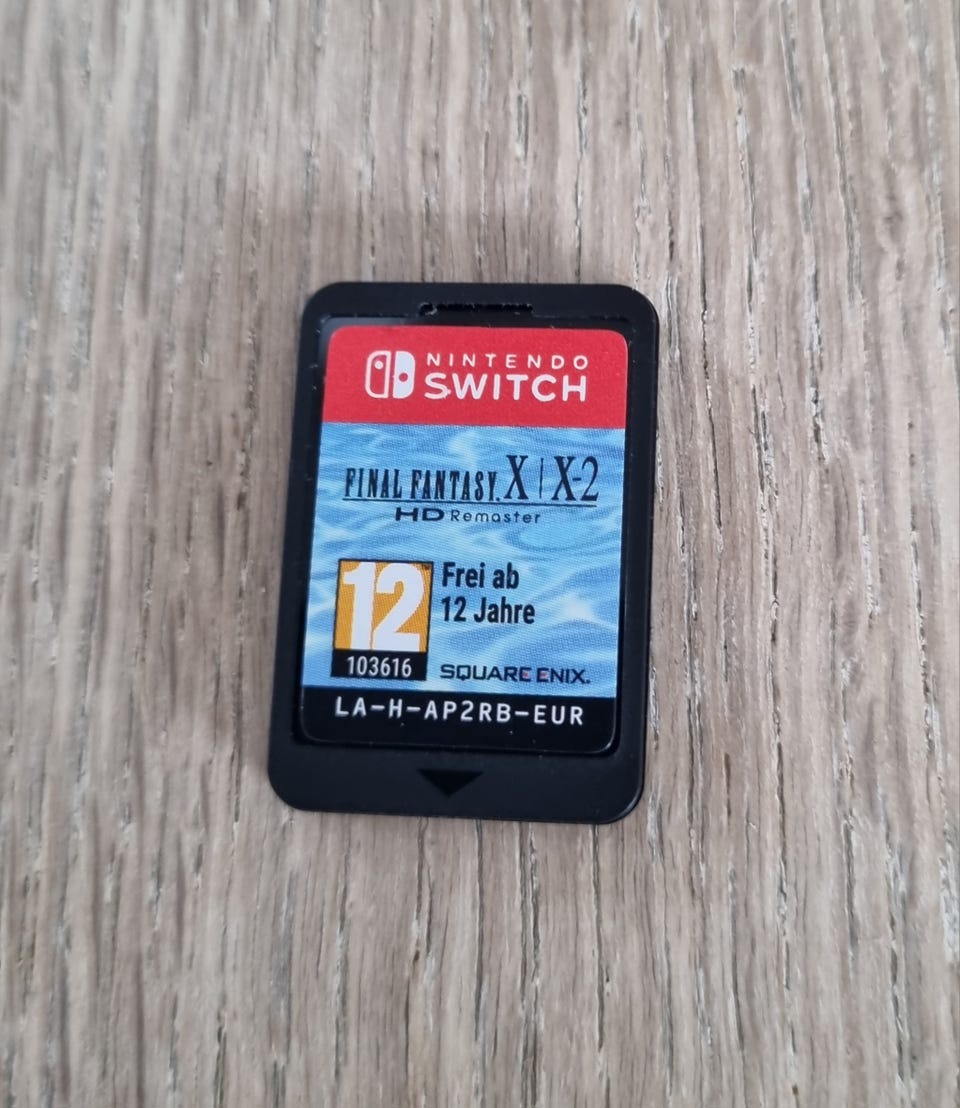 NINTENDO
SWITCH
FINAL FANTASY X | X-2
HD Remaster
12
Frei ab
12 Jahre
103616
SQUARE ENIX.
LA-H-AP2RB-EUR